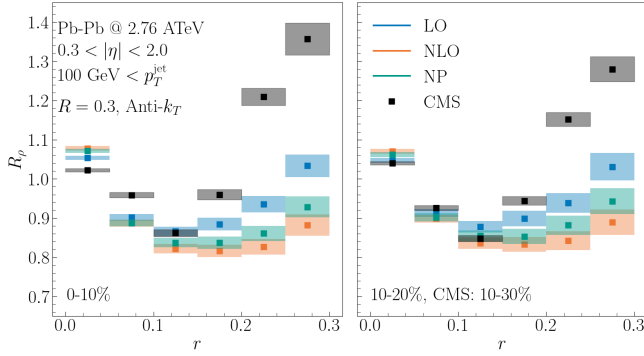 Pb-Pb @ 2.76 ATeV
0.3 < |η| < 2.0
100 GeV < p_T^jet
R = 0.3, Anti-k_T
0-10%
LO
NLO
NP
CMS
10-20%, CMS: 10-30%
R_ρ
1.4
1.3
1.2
1.1
1.0
0.9
0.8
0.7
0.0 0.1 0.2 0.3
0.0 0.1 0.2 0.3
r
r